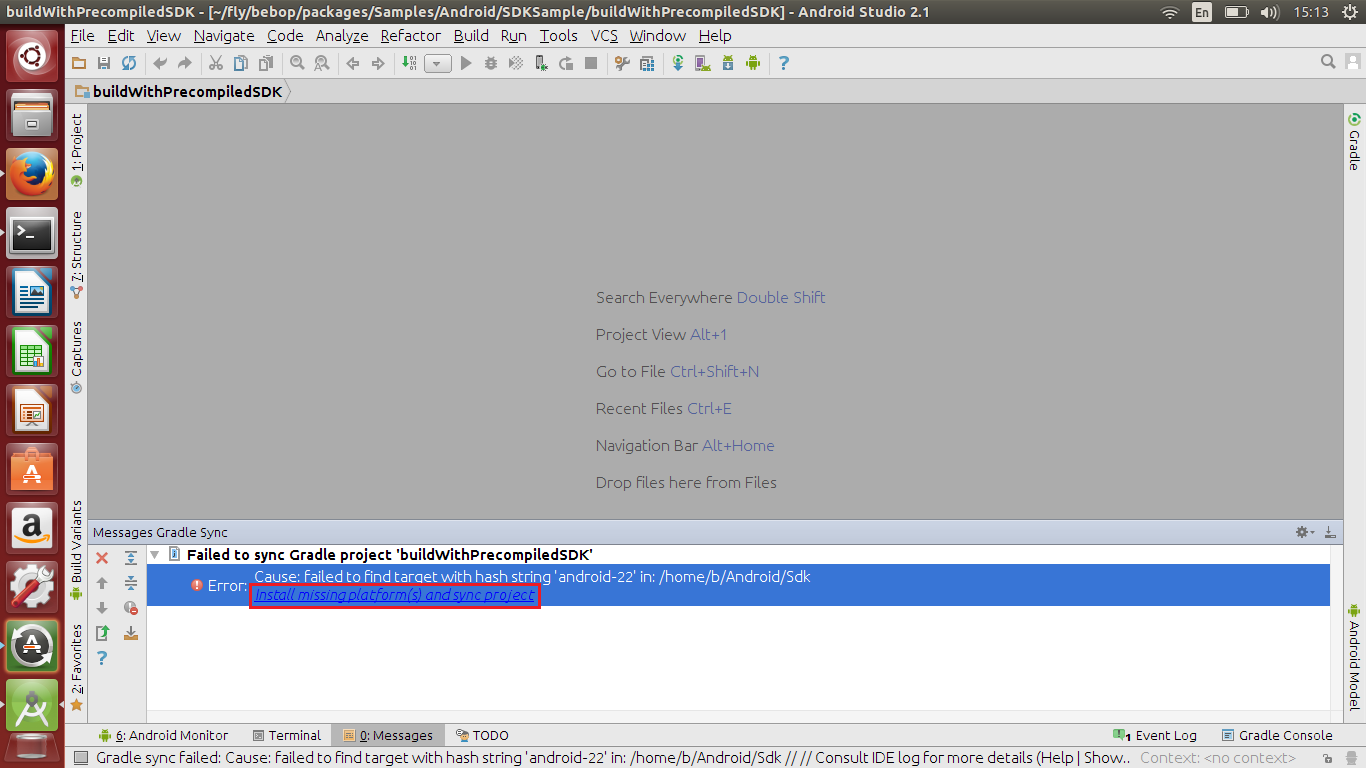 buildWithPrecompiledSDK - [~/fly/bebop/packages/Samples/Android/SDKSample/buildWithPrecompiledSDK] - Android Studio 2.1
En
15:13
File Edit View Navigate Code Analyze Refactor Build Run Tools VCS Window Help
buildWithPrecompiledSDK
1: Project
7: Structure
Captures
Build Variants
2: Favorites
Gradle
Android Model
Search Everywhere Double Shift
Project View Alt+1
Go to File Ctrl+Shift+N
Recent Files Ctrl+E
Navigation Bar Alt+Home
Drop files here from Files
Messages Gradle Sync
Failed to sync Gradle project 'buildWithPrecompiledSDK'
Error:
Cause: failed to find target with hash string 'android-22' in: /home/b/Android/Sdk
Install missing platform(s) and sync project
6: Android Monitor Terminal 0: Messages TODO 1 Event Log Gradle Console
Gradle sync failed: Cause: failed to find target with hash string 'android-22' in: /home/b/Android/Sdk // // Consult IDE log for more details (Help | Show.. Context: <no context>